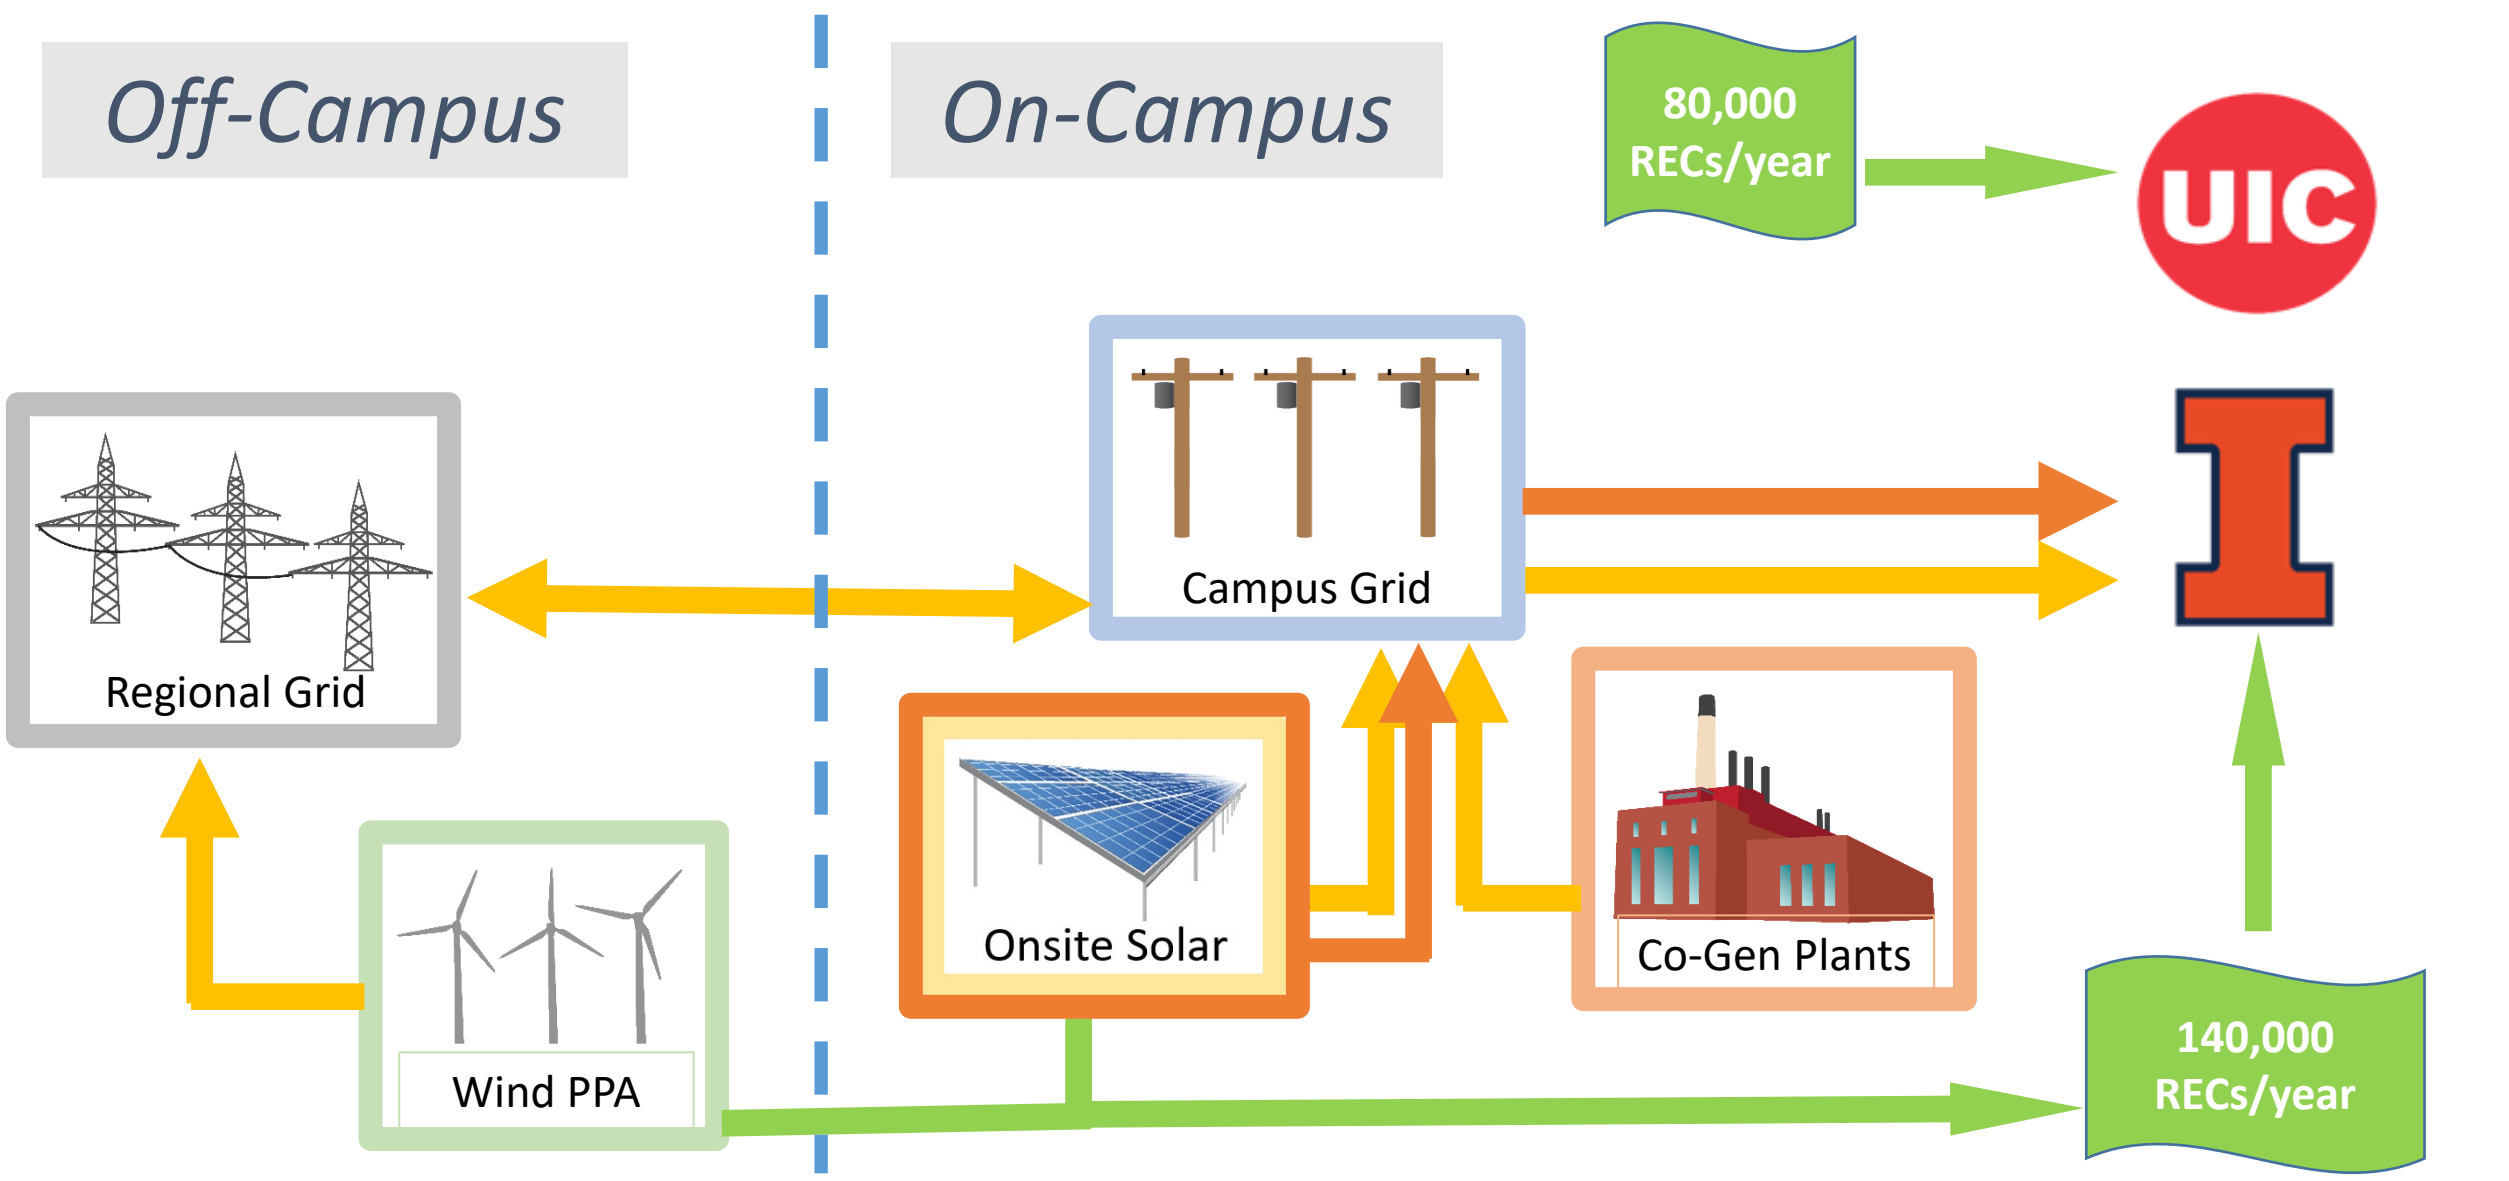 Off-Campus
On-Campus
80,000
RECs/year
UIC
Campus Grid
I
Regional Grid
Onsite Solar
Co-Gen Plants
Wind PPA
140,000
RECs/year